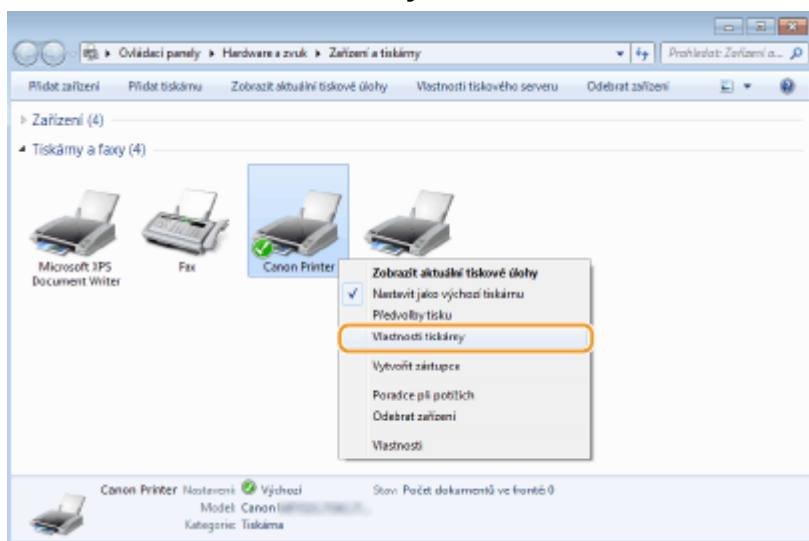 Ovládací panely ▸ Hardware a zvuk ▸ Zařízení a tiskárny
Prohledat: Zařízení a...
Přidat zařízení Přidat tiskárnu Zobrazit aktuální tiskové úlohy Vlastnosti tiskového serveru Odebrat zařízení
Zařízení (4)
Tiskárny a faxy (4)
Microsoft XPS
Document Writer
Fax
Canon Printer
Zobrazit aktuální tiskové úlohy
Nastavit jako výchozí tiskárnu
Předvolby tisku
Vlastnosti tiskárny
Vytvořit zástupce
Poradce při potížích
Odebrat zařízení
Vlastnosti
Canon Printer Nastavení: Výchozí Stav: Počet dokumentů ve frontě: 0
Model: Canon
Kategorie: Tiskárna